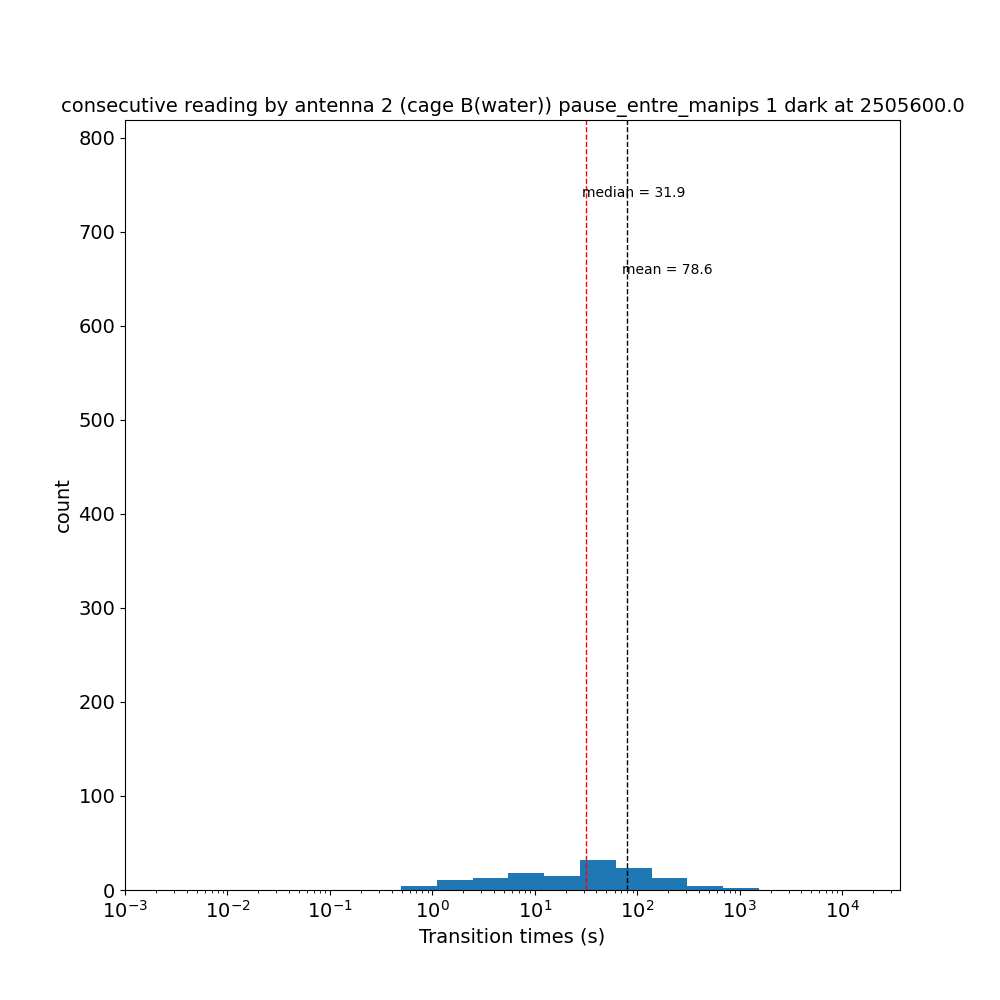 consecutive reading by antenna 2 (cage B(water)) pause_entre_manips 1 dark at 2505600.0
800
median = 31.9
700
mean = 78.6
600
500
count
400
300
200
100
0
10⁻³ 10⁻² 10⁻¹ 10⁰ 10¹ 10² 10³ 10⁴
Transition times (s)